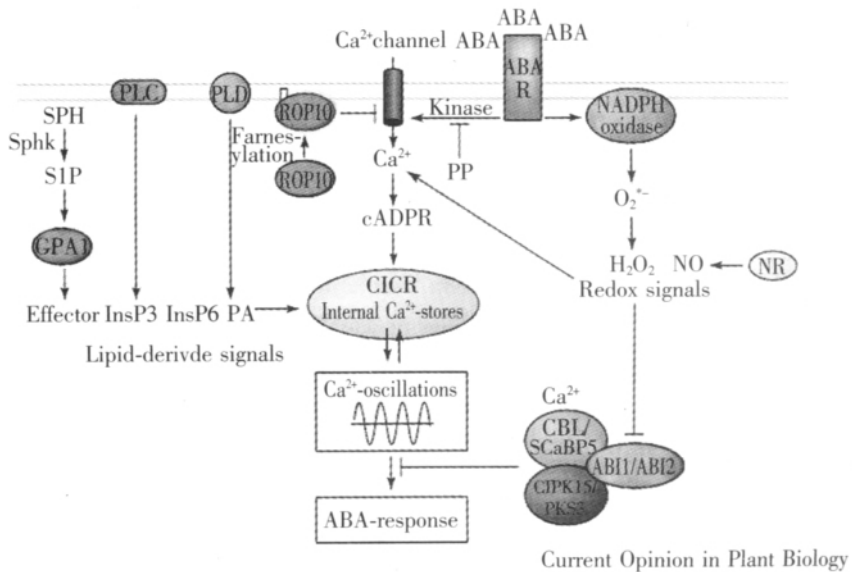 ABA
ABA ABA
Ca²⁺channel
ABA
R
PLC
PLD
ROP10
Kinase
NADPH
oxidase
SPH
Sphk
Farnes-
ylation
S1P
ROP10
Ca²⁺
PP
O₂•−
GPA1
cADPR
H₂O₂ NO
NR
Redox signals
CICR
Internal Ca²⁺-stores
Effector InsP3 InsP6 PA
Lipid-derivde signals
Ca²⁺-oscillations
Ca²⁺
CBL/
SCaBP5
ABI1/ABI2
CIPK15/
PKS3
ABA-response
Current Opinion in Plant Biology